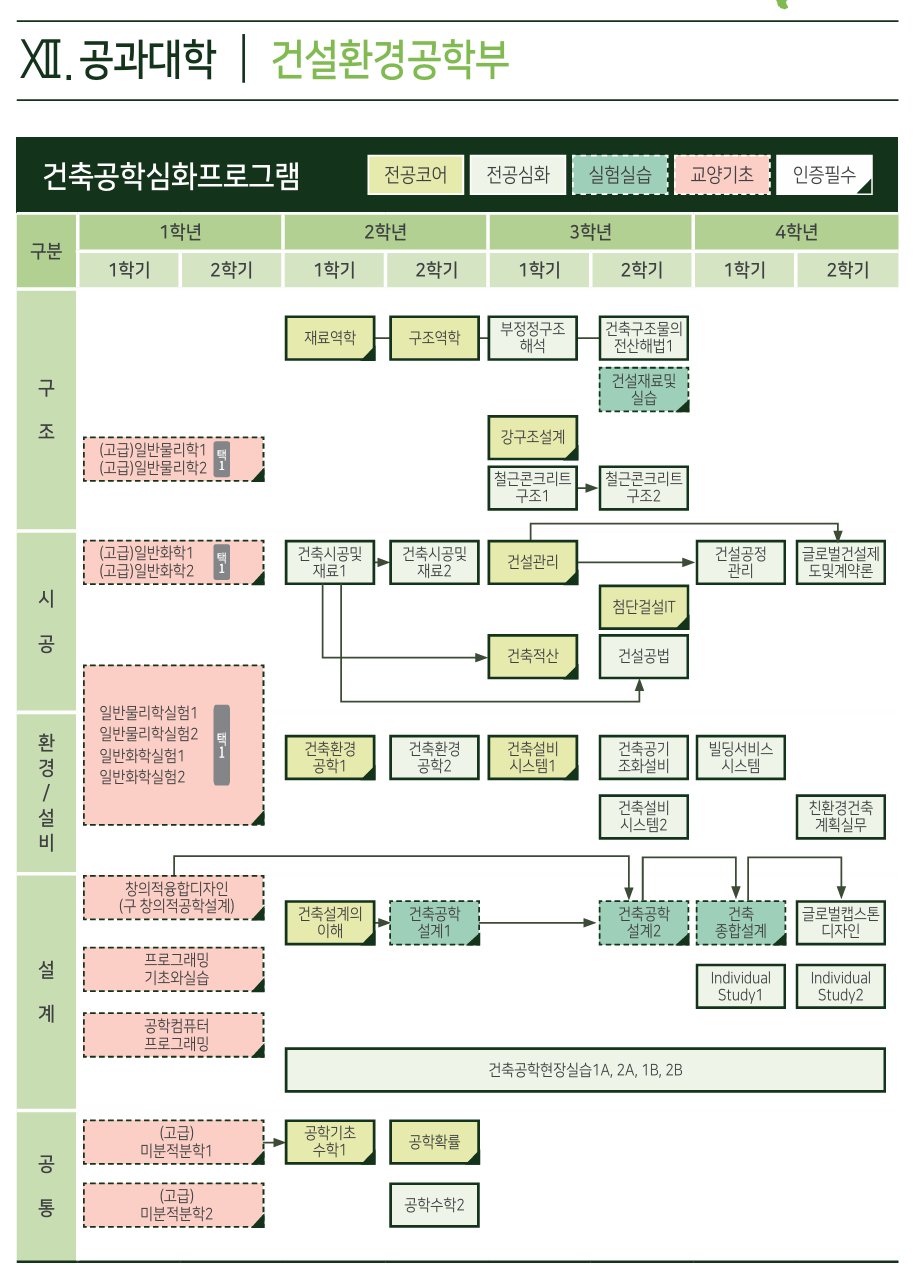 Ⅻ. 공과대학 | 건설환경공학부
건축공학심화프로그램
전공코어 전공심화 실험실습 교양기초 인증필수
구분 1학년 2학년 3학년 4학년
1학기 2학기 1학기 2학기 1학기 2학기 1학기 2학기
구
조
재료역학
구조역학
부정정구조
해석
건축구조물의
전산해법1
건설재료및
실습
강구조설계
(고급)일반물리학1
(고급)일반물리학2
택
1
철근콘크리트
구조1
철근콘크리트
구조2
시
공
(고급)일반화학1
(고급)일반화학2
택
1
건축시공및
재료1
건축시공및
재료2
건설관리
건설공정
관리
글로벌건설제
도및계약론
첨단걸설IT
건축적산
건설공법
일반물리학실험1
일반물리학실험2
일반화학실험1
일반화학실험2
택
1
환
경
/
설
비
건축환경
공학1
건축환경
공학2
건축설비
시스템1
건축공기
조화설비
빌딩서비스
시스템
건축설비
시스템2
친환경건축
계획실무
설
계
창의적융합디자인
(구 창의적공학설계)
건축설계의
이해
건축공학
설계1
건축공학
설계2
건축
종합설계
글로벌캡스톤
디자인
프로그래밍
기초와실습
Individual
Study1
Individual
Study2
공학컴퓨터
프로그래밍
건축공학현장실습1A, 2A, 1B, 2B
공
통
(고급)
미분적분학1
공학기초
수학1
공학확률
(고급)
미분적분학2
공학수학2